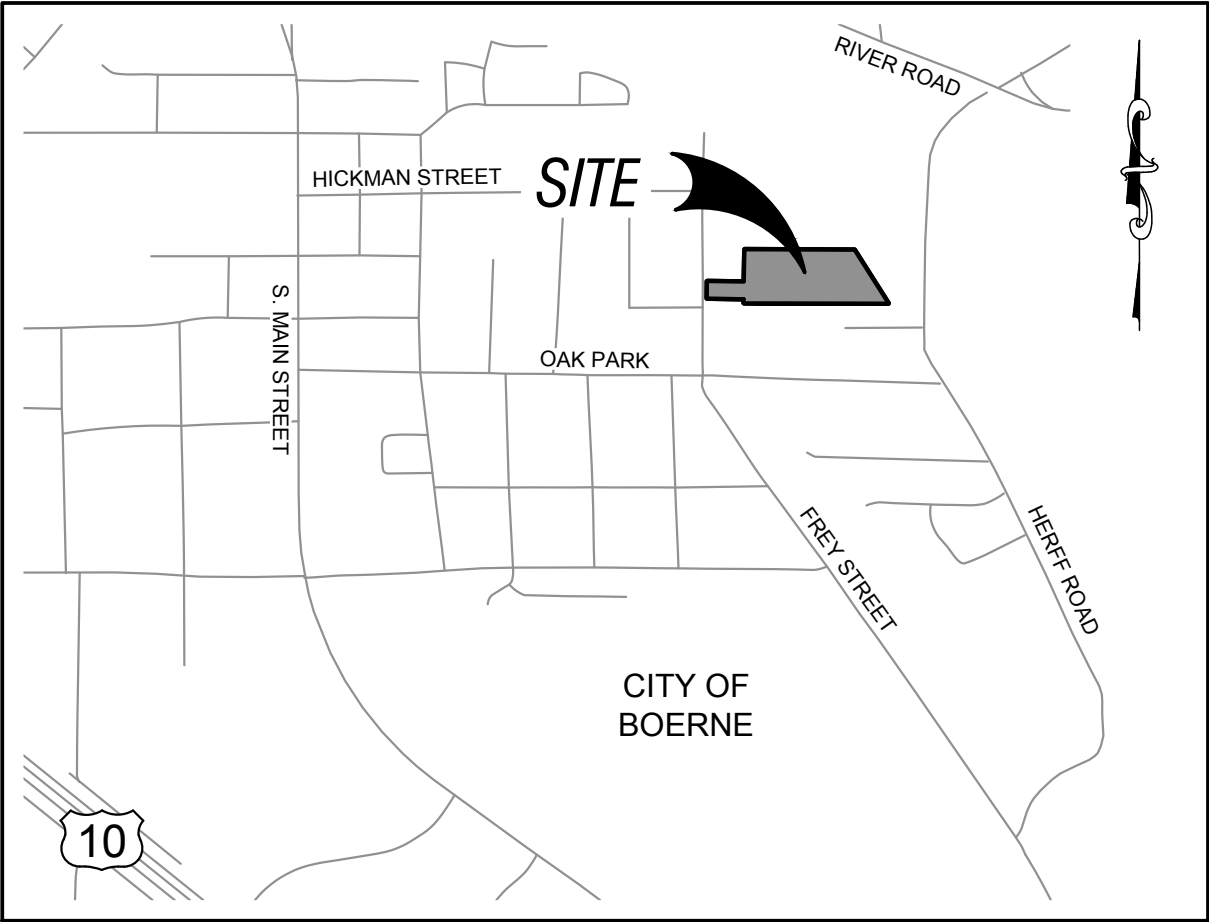 RIVER ROAD
HICKMAN STREET
SITE
S. MAIN STREET
OAK PARK
FREY STREET
HERFF ROAD
CITY OF
BOERNE
10